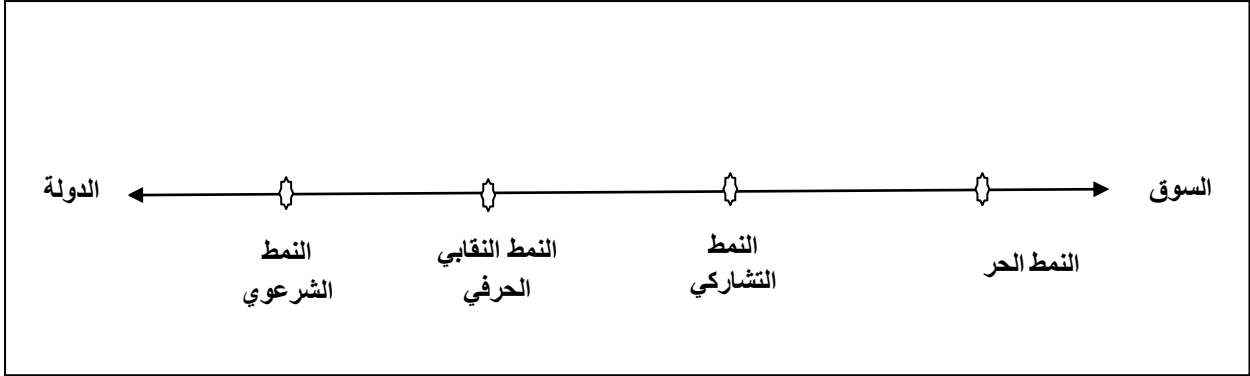 السوق
الدولة
النمط الحر
النمط
التشاركي
النمط النقابي
الحرفي
النمط
الشرعوي